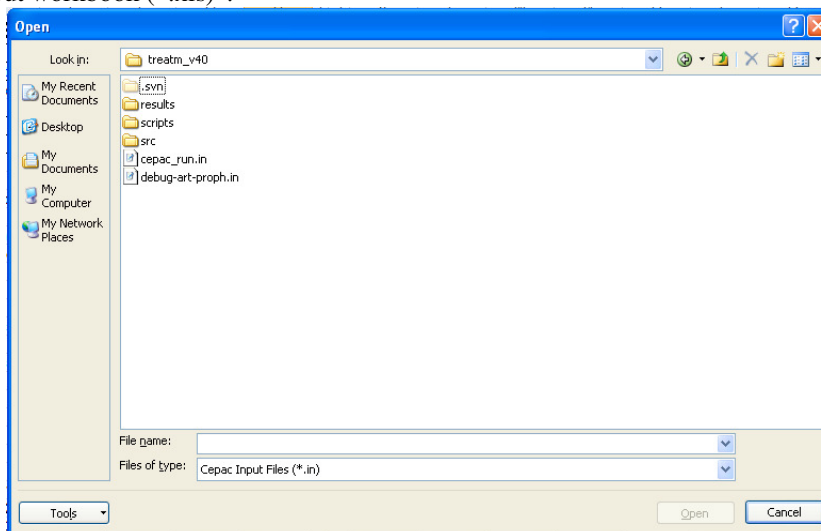 Open
Look in:
treatm_v40
My Recent
Documents
Desktop
My
Documents
My
Computer
My Network
Places
.svn
results
scripts
src
cepac_run.in
debug-art-proph.in
File name:
Files of type:
Cepac Input Files (*.in)
Tools
Open
Cancel